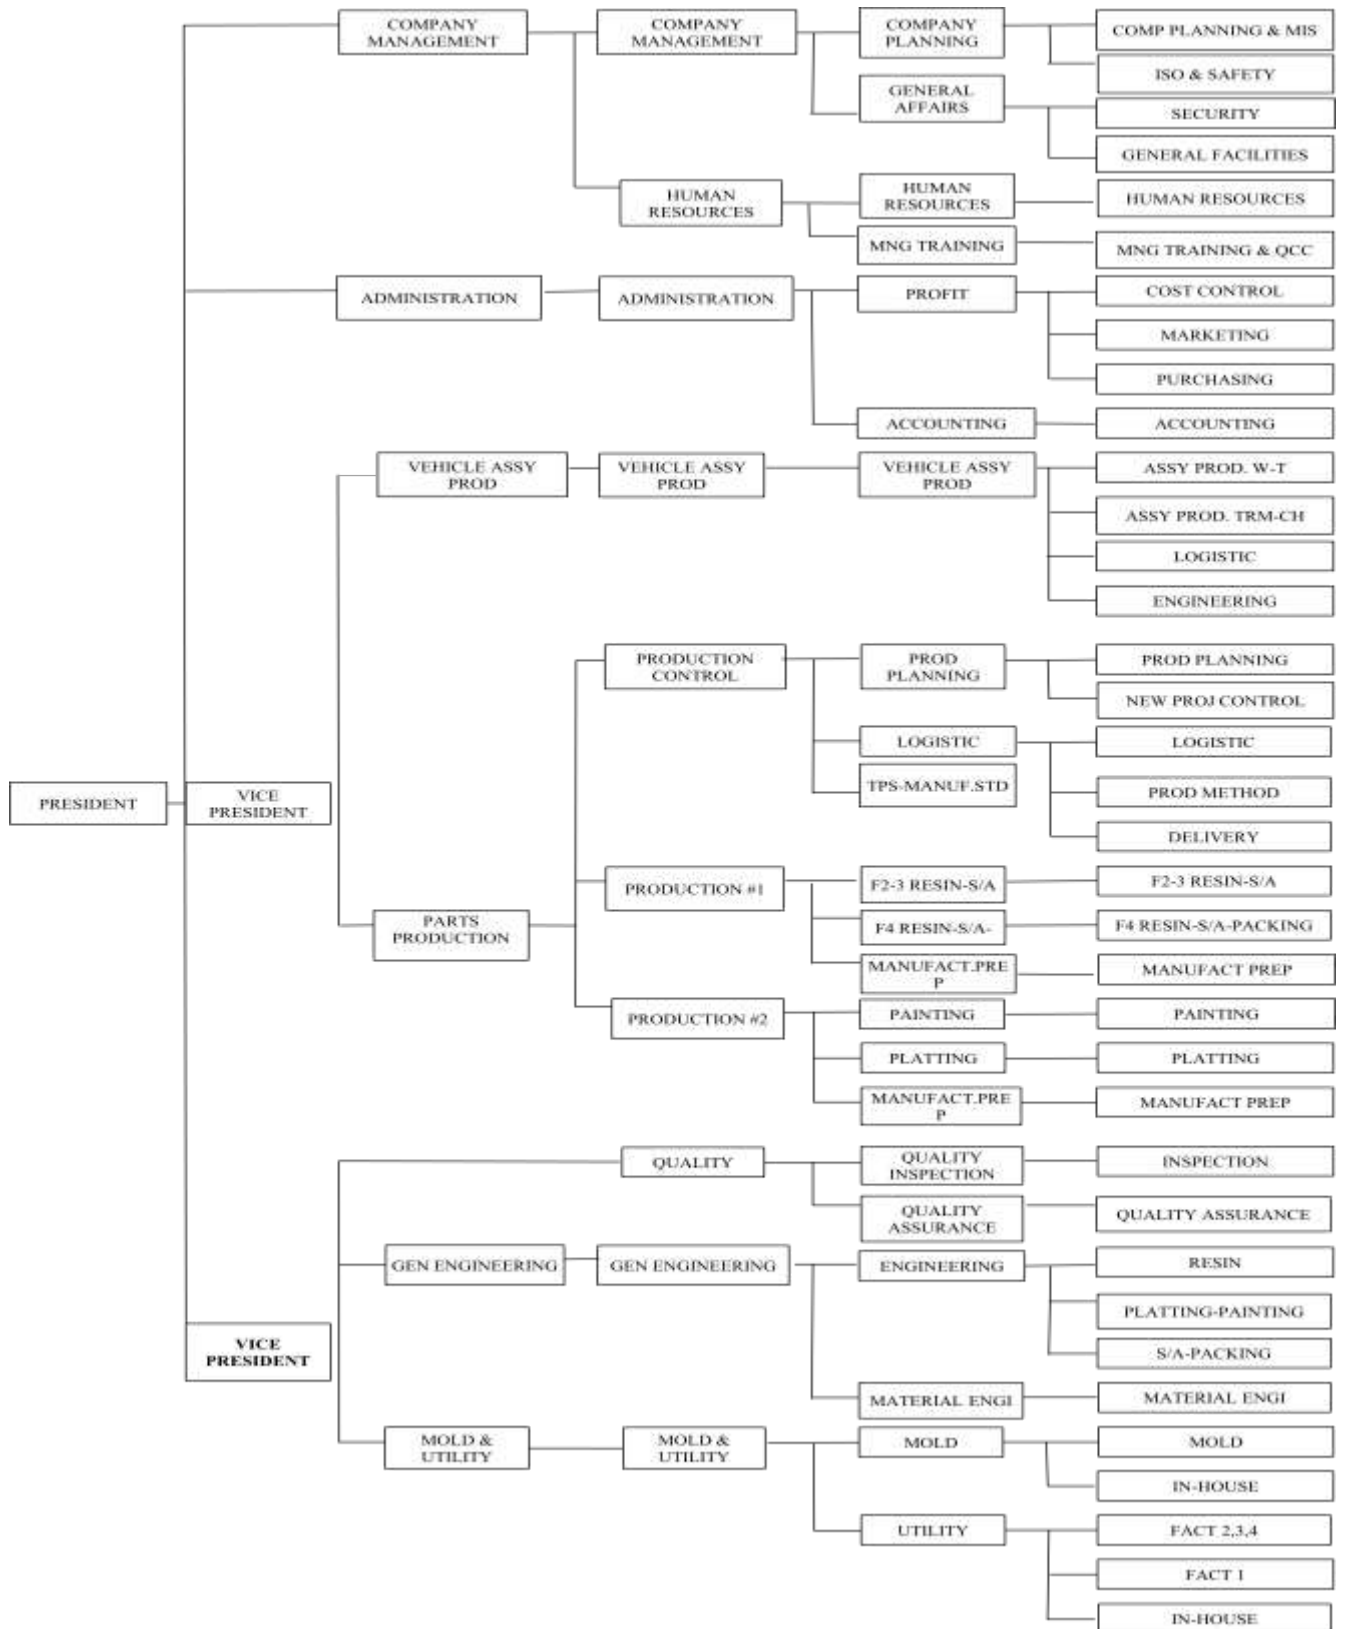 COMPANY
MANAGEMENT
COMPANY
MANAGEMENT
COMPANY
PLANNING
COMP PLANNING & MIS
ISO & SAFETY
GENERAL
AFFAIRS
SECURITY
GENERAL FACILITIES
HUMAN
RESOURCES
HUMAN
RESOURCES
HUMAN RESOURCES
MNG TRAINING
MNG TRAINING & QCC
ADMINISTRATION
ADMINISTRATION
PROFIT
COST CONTROL
MARKETING
PURCHASING
ACCOUNTING
ACCOUNTING
VEHICLE ASSY
PROD
VEHICLE ASSY
PROD
VEHICLE ASSY
PROD
ASSY PROD. W-T
ASSY PROD. TRM-CH
LOGISTIC
ENGINEERING
PRODUCTION
CONTROL
PROD
PLANNING
PROD PLANNING
NEW PROJ CONTROL
LOGISTIC
LOGISTIC
PRESIDENT
VICE
PRESIDENT
TPS-MANUF.STD
PROD METHOD
DELIVERY
PRODUCTION #1
F2-3 RESIN-S/A
F2-3 RESIN-S/A
PARTS
PRODUCTION
F4 RESIN-S/A-
F4 RESIN-S/A-PACKING
MANUFACT.PRE
P
MANUFACT PREP
PRODUCTION #2
PAINTING
PAINTING
PLATTING
PLATTING
MANUFACT.PRE
P
MANUFACT PREP
QUALITY
QUALITY
INSPECTION
INSPECTION
QUALITY
ASSURANCE
QUALITY ASSURANCE
GEN ENGINEERING
GEN ENGINEERING
ENGINEERING
RESIN
PLATTING-PAINTING
VICE
PRESIDENT
S/A-PACKING
MATERIAL ENGI
MATERIAL ENGI
MOLD &
UTILITY
MOLD &
UTILITY
MOLD
MOLD
IN-HOUSE
UTILITY
FACT 2,3,4
FACT 1
IN-HOUSE